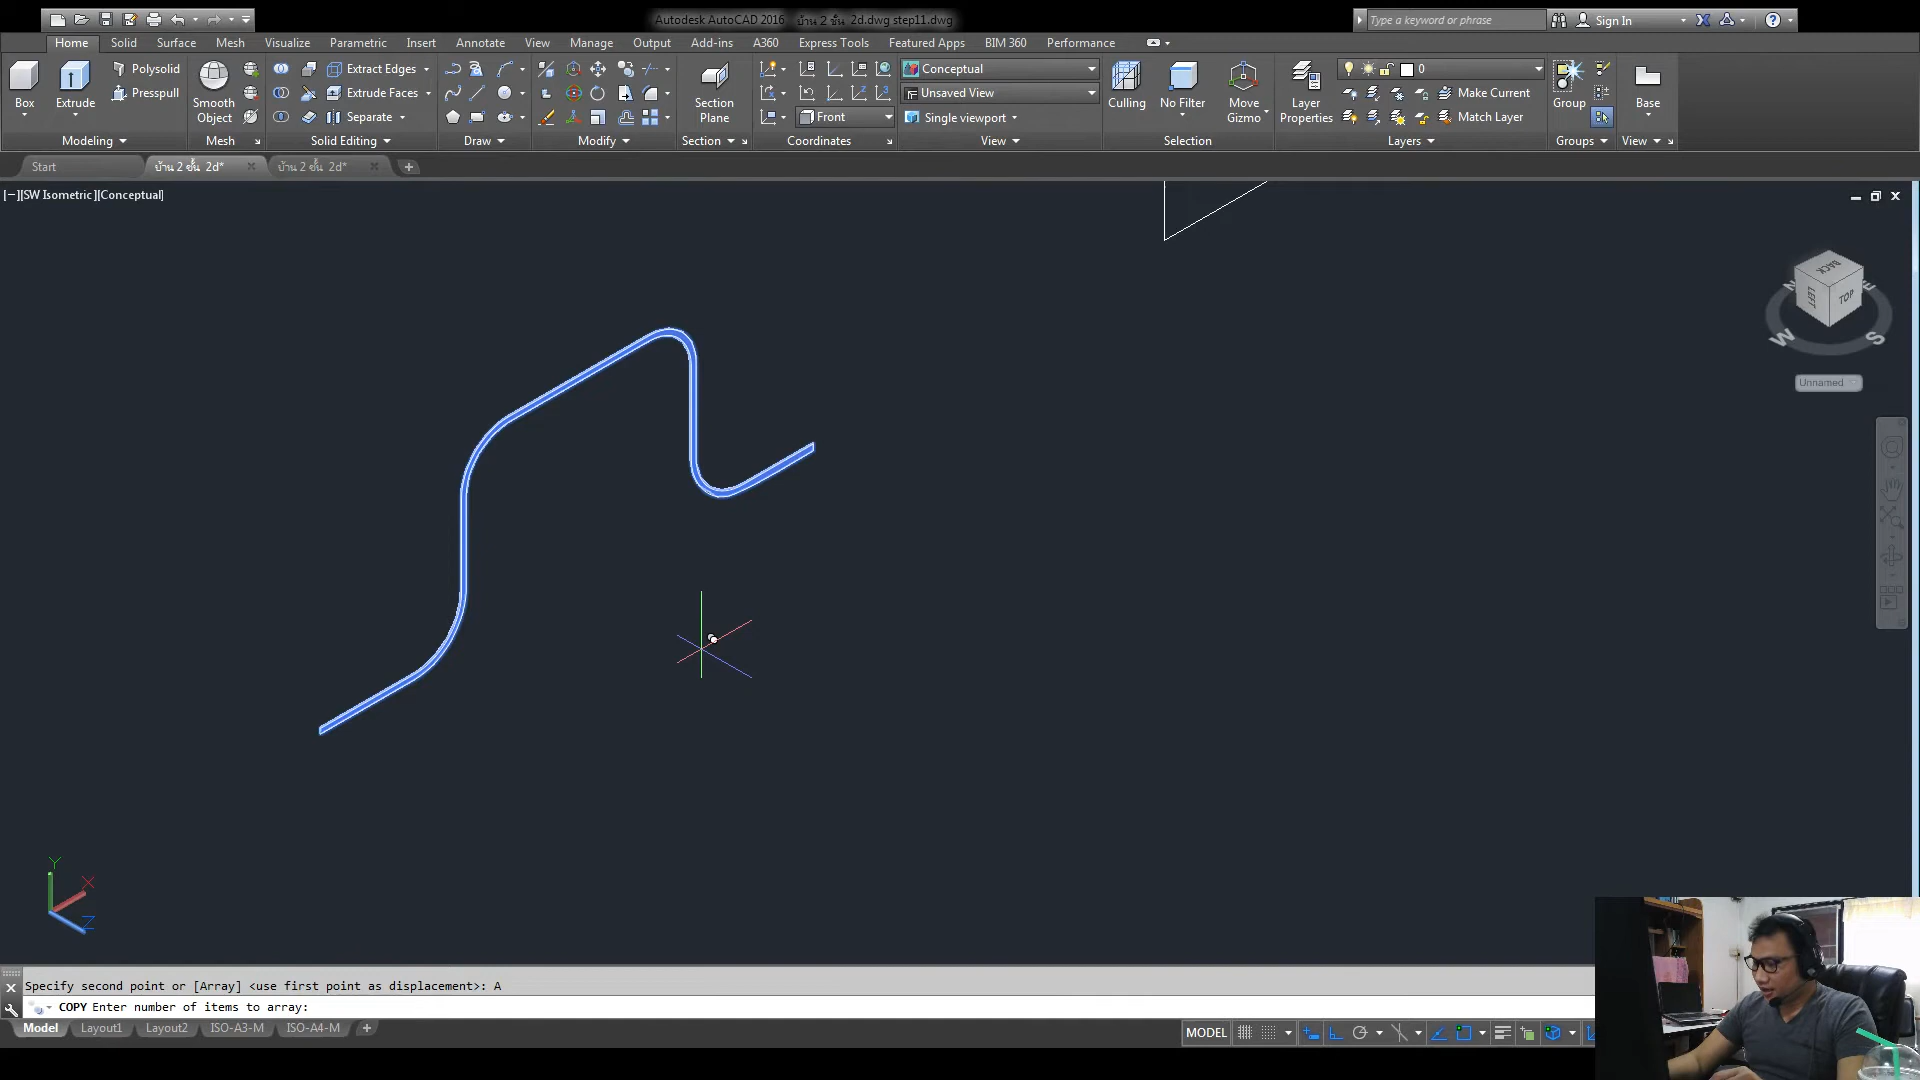 Autodesk AutoCAD 2016 บ้าน 2 ชั้น 2d.dwg step11.dwg
Type a keyword or phrase
Sign In
Home Solid Surface Mesh Visualize Parametric Insert Annotate View Manage Output Add-ins A360 Express Tools Featured Apps BIM 360 Performance
Box
Extrude
Polysolid
Presspull
Smooth Object
Extract Edges
Extrude Faces
Separate
Section Plane
Front
Conceptual
Unsaved View
Single viewport
Culling
No Filter
Move Gizmo
Layer Properties
0
Make Current
Match Layer
Group
Base
Modeling Mesh Solid Editing Draw Modify Section Coordinates View Selection Layers Groups View
Start บ้าน 2 ชั้น 2d* บ้าน 2 ชั้น 2d*
[−][SW Isometric][Conceptual]
BACK
LEFT
TOP
N
E
W
S
Unnamed
Y
X
Z
Specify second point or [Array] <use first point as displacement>: A
COPY Enter number of items to array:
Model Layout1 Layout2 ISO-A3-M ISO-A4-M
MODEL